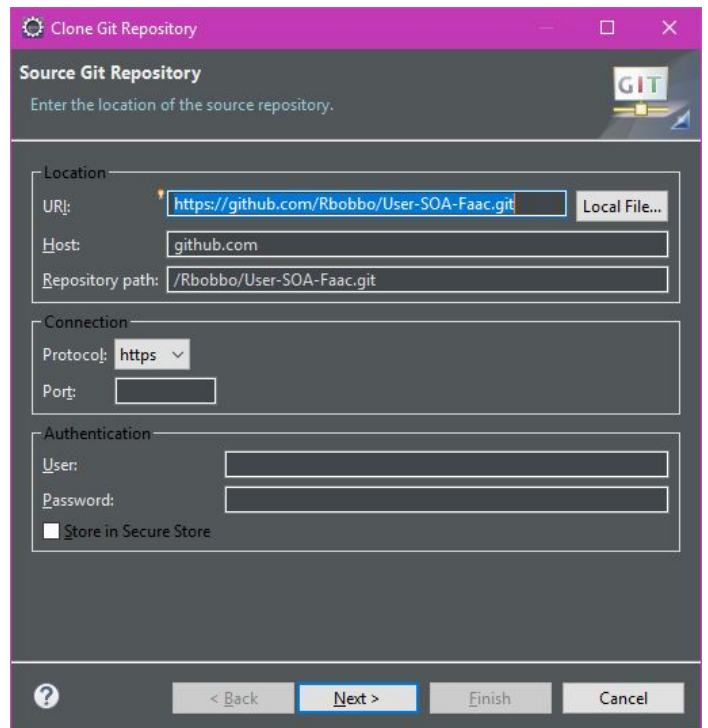 Clone Git Repository
Source Git Repository
Enter the location of the source repository.
GIT
Location
URI: https://github.com/Rbobbo/User-SOA-Faac.git Local File...
Host: github.com
Repository path: /Rbobbo/User-SOA-Faac.git
Connection
Protocol: https
Port:
Authentication
User:
Password:
Store in Secure Store
? < Back Next > Finish Cancel